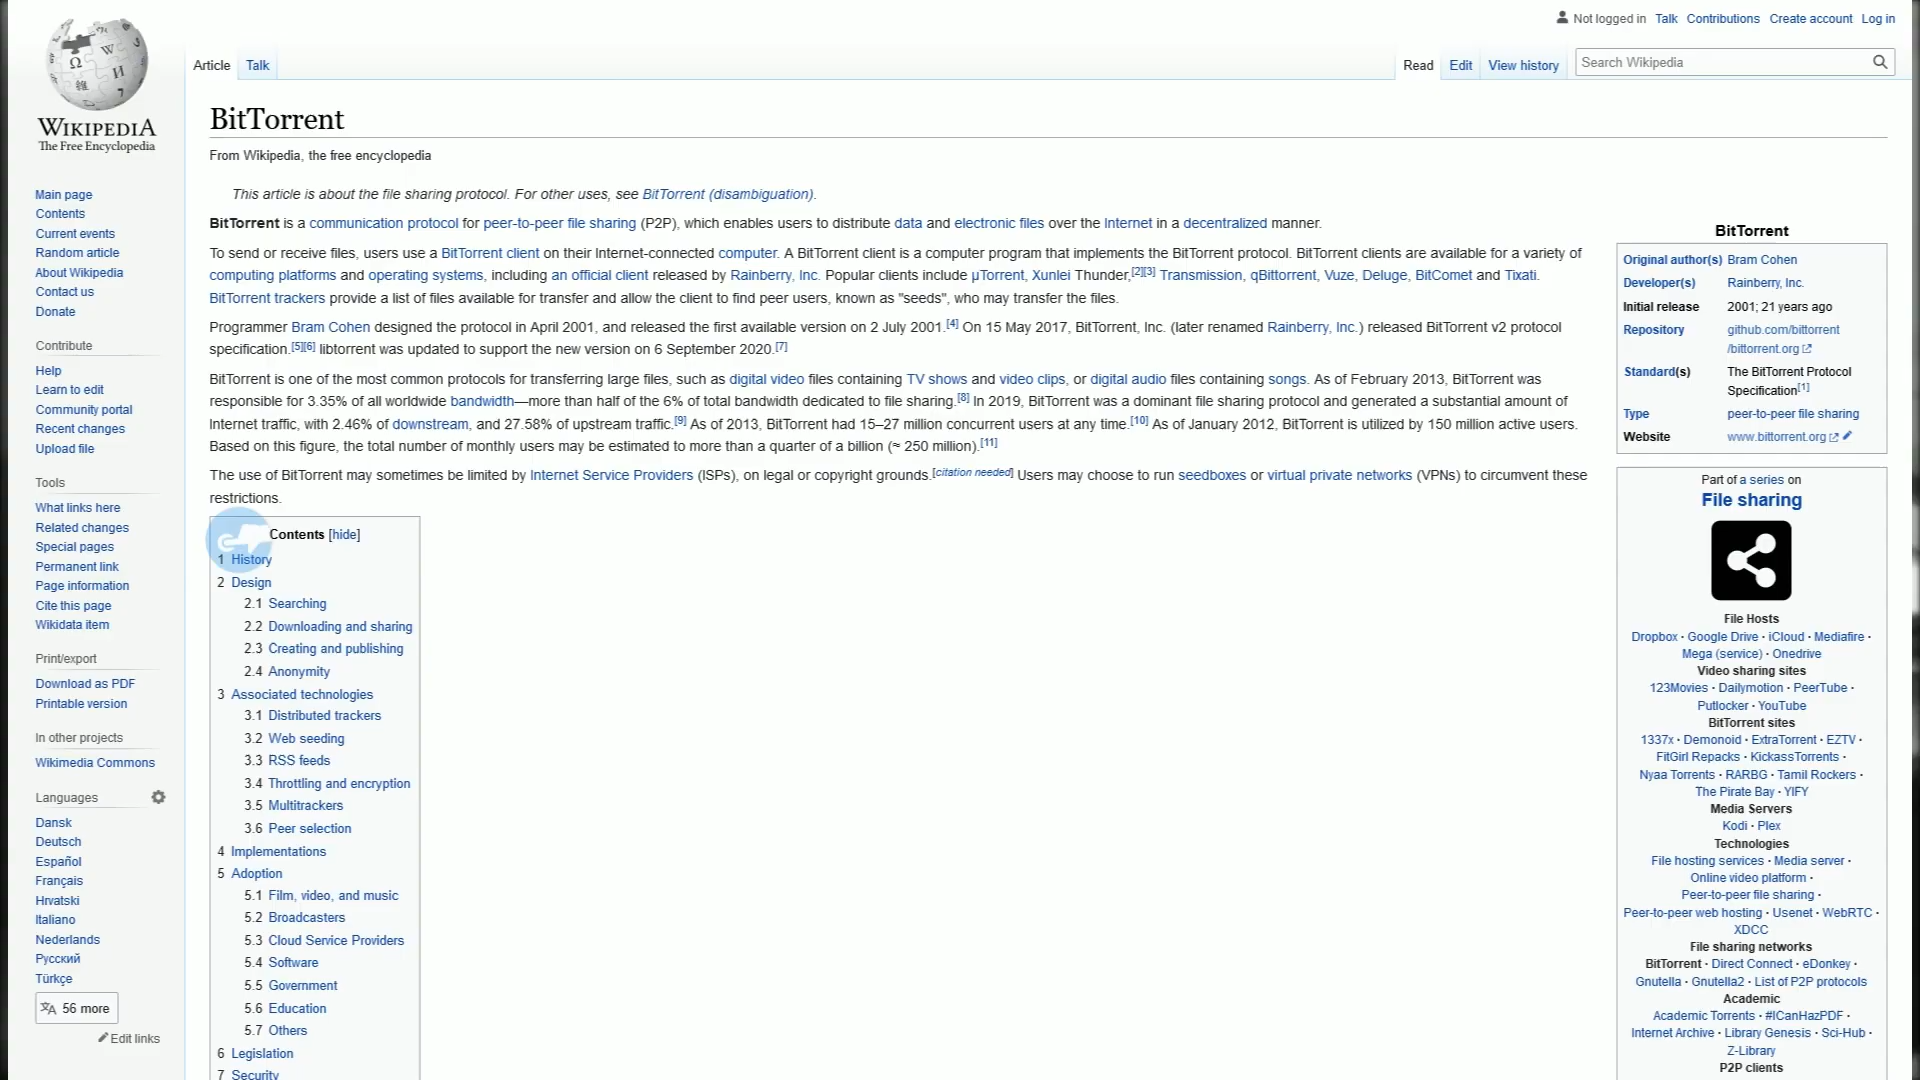 Not logged in Talk Contributions Create account Log in
WIKIPEDIA
The Free Encyclopedia
Article Talk
Read Edit View history Search Wikipedia
BitTorrent
From Wikipedia, the free encyclopedia
This article is about the file sharing protocol. For other uses, see BitTorrent (disambiguation).
BitTorrent is a communication protocol for peer-to-peer file sharing (P2P), which enables users to distribute data and electronic files over the Internet in a decentralized manner.
To send or receive files, users use a BitTorrent client on their Internet-connected computer. A BitTorrent client is a computer program that implements the BitTorrent protocol. BitTorrent clients are available for a variety of
computing platforms and operating systems, including an official client released by Rainberry, Inc. Popular clients include μTorrent, Xunlei Thunder,[2][3] Transmission, qBittorrent, Vuze, Deluge, BitComet and Tixati.
BitTorrent trackers provide a list of files available for transfer and allow the client to find peer users, known as "seeds", who may transfer the files.
Programmer Bram Cohen designed the protocol in April 2001, and released the first available version on 2 July 2001.[4] On 15 May 2017, BitTorrent, Inc. (later renamed Rainberry, Inc.) released BitTorrent v2 protocol
specification.[5][6] libtorrent was updated to support the new version on 6 September 2020.[7]
BitTorrent is one of the most common protocols for transferring large files, such as digital video files containing TV shows and video clips, or digital audio files containing songs. As of February 2013, BitTorrent was
responsible for 3.35% of all worldwide bandwidth—more than half of the 6% of total bandwidth dedicated to file sharing.[8] In 2019, BitTorrent was a dominant file sharing protocol and generated a substantial amount of
Internet traffic, with 2.46% of downstream, and 27.58% of upstream traffic.[9] As of 2013, BitTorrent had 15–27 million concurrent users at any time.[10] As of January 2012, BitTorrent is utilized by 150 million active users.
Based on this figure, the total number of monthly users may be estimated to more than a quarter of a billion (≈ 250 million).[11]
The use of BitTorrent may sometimes be limited by Internet Service Providers (ISPs), on legal or copyright grounds.[citation needed] Users may choose to run seedboxes or virtual private networks (VPNs) to circumvent these
restrictions.
Contents [hide]
1 History
2 Design
2.1 Searching
2.2 Downloading and sharing
2.3 Creating and publishing
2.4 Anonymity
3 Associated technologies
3.1 Distributed trackers
3.2 Web seeding
3.3 RSS feeds
3.4 Throttling and encryption
3.5 Multitrackers
3.6 Peer selection
4 Implementations
5 Adoption
5.1 Film, video, and music
5.2 Broadcasters
5.3 Cloud Service Providers
5.4 Software
5.5 Government
5.6 Education
5.7 Others
6 Legislation
7 Security
Main page
Contents
Current events
Random article
About Wikipedia
Contact us
Donate
Contribute
Help
Learn to edit
Community portal
Recent changes
Upload file
Tools
What links here
Related changes
Special pages
Permanent link
Page information
Cite this page
Wikidata item
Print/export
Download as PDF
Printable version
In other projects
Wikimedia Commons
Languages
Dansk
Deutsch
Español
Français
Hrvatski
Italiano
Nederlands
Русский
Türkçe
56 more
Edit links
BitTorrent
Original author(s) Bram Cohen
Developer(s) Rainberry, Inc.
Initial release 2001; 21 years ago
Repository github.com/bittorrent
/bittorrent.org
Standard(s) The BitTorrent Protocol
Specification[1]
Type peer-to-peer file sharing
Website www.bittorrent.org
Part of a series on
File sharing
File Hosts
Dropbox · Google Drive · iCloud · Mediafire ·
Mega (service) · Onedrive
Video sharing sites
123Movies · Dailymotion · PeerTube ·
Putlocker · YouTube
BitTorrent sites
1337x · Demonoid · ExtraTorrent · EZTV ·
FitGirl Repacks · KickassTorrents ·
Nyaa Torrents · RARBG · Tamil Rockers ·
The Pirate Bay · YIFY
Media Servers
Kodi · Plex
Technologies
File hosting services · Media server ·
Online video platform ·
Peer-to-peer file sharing ·
Peer-to-peer web hosting · Usenet · WebRTC ·
XDCC
File sharing networks
BitTorrent · Direct Connect · eDonkey ·
Gnutella · Gnutella2 · List of P2P protocols
Academic
Academic Torrents · #ICanHazPDF ·
Internet Archive · Library Genesis · Sci-Hub ·
Z-Library
P2P clients